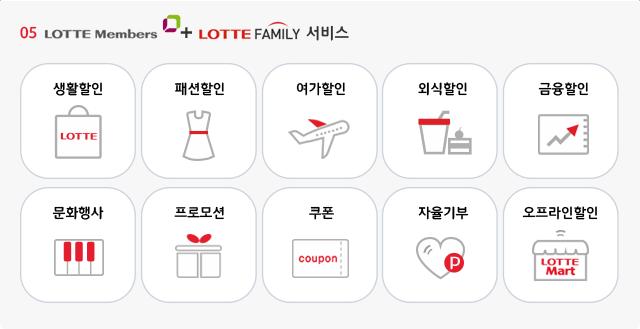 05 LOTTE Members + LOTTE FAMILY 서비스
생활할인 패션할인 여가할인 외식할인 금융할인
LOTTE
문화행사 프로모션 쿠폰 자율기부 오프라인할인
coupon P LOTTE Mart